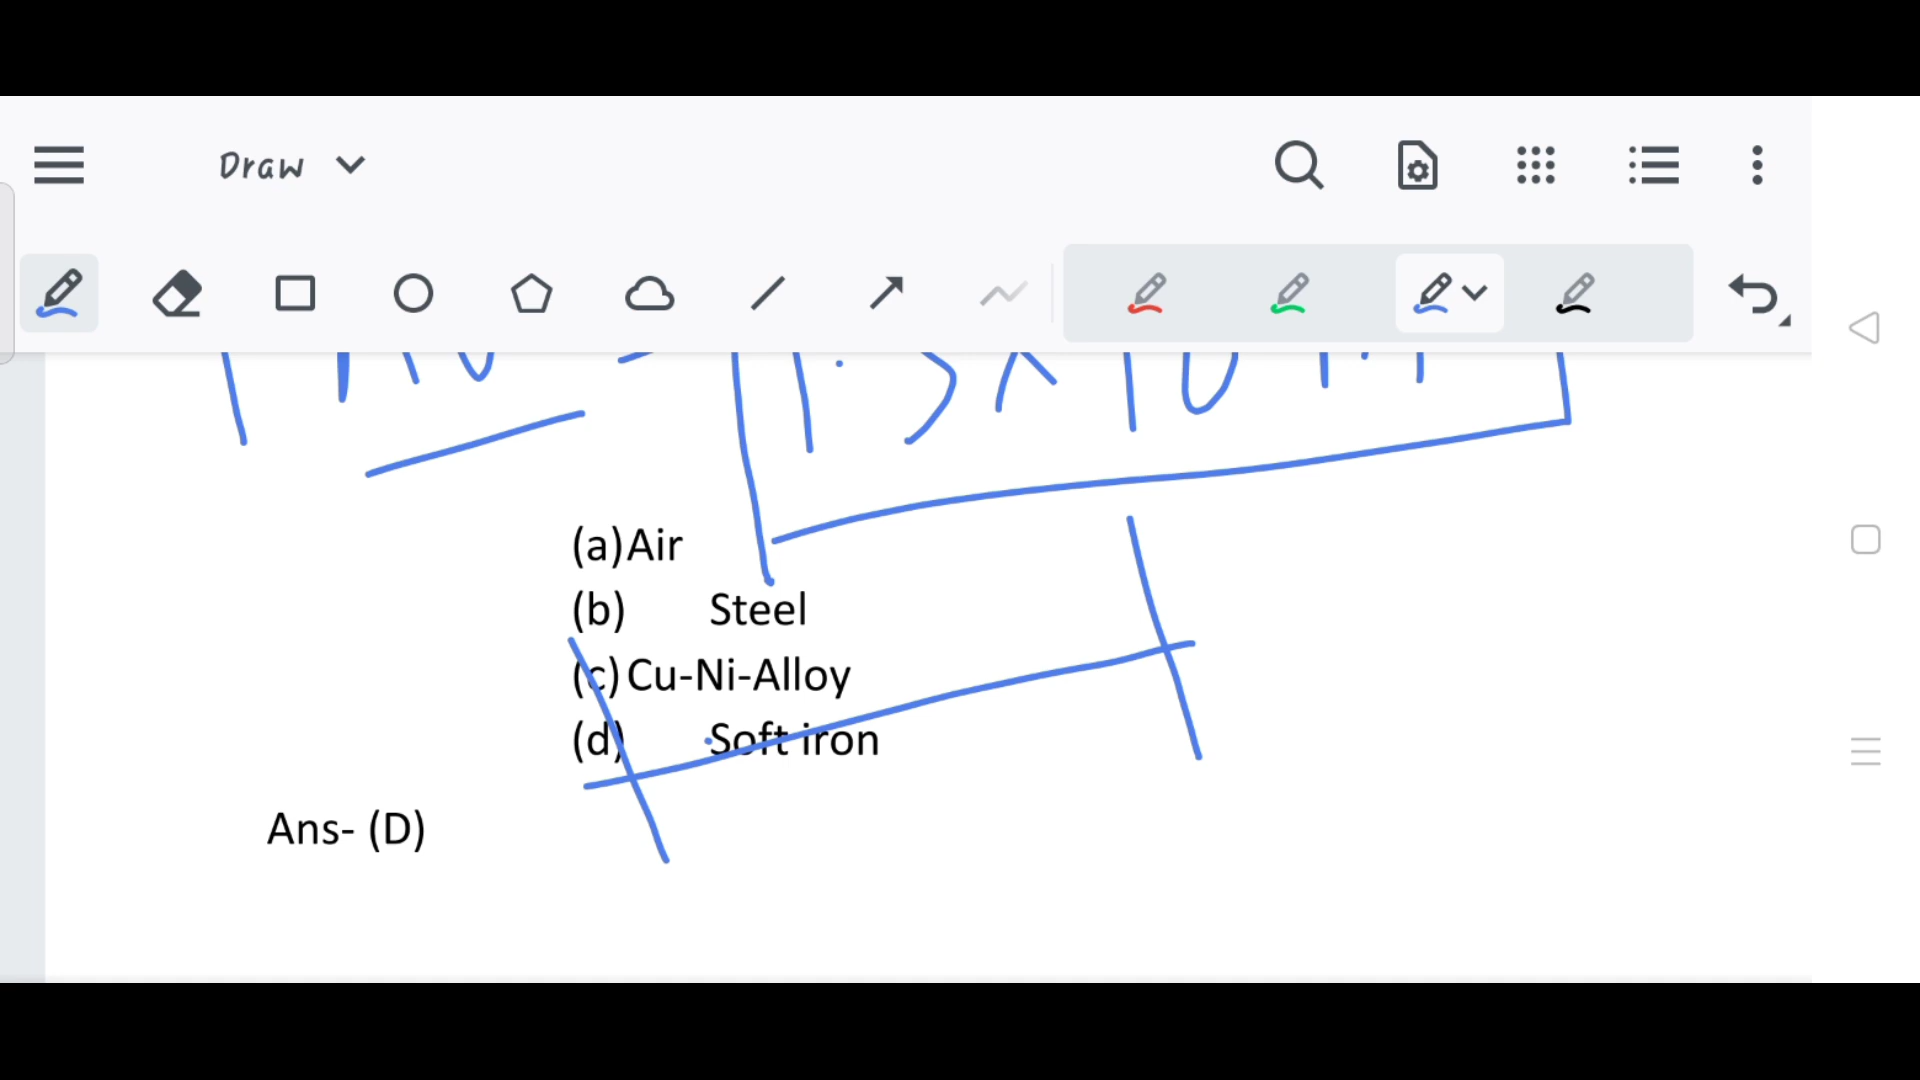 Draw
(a) Air
(b) Steel
(c) Cu-Ni-Alloy
(d) Soft iron
Ans- (D)